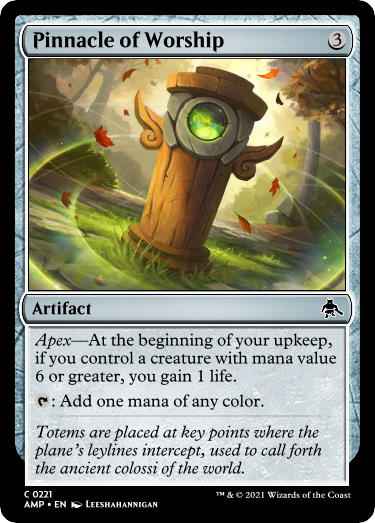 Pinnacle of Worship 3
Artifact
Apex—At the beginning of your upkeep,
if you control a creature with mana value
6 or greater, you gain 1 life.
: Add one mana of any color.
Totems are placed at key points where the
plane's leylines intercept, used to call forth
the ancient colossi of the world.
C 0221
AMP • EN LEESHAHANNIGAN
™ & © 2021 Wizards of the Coast